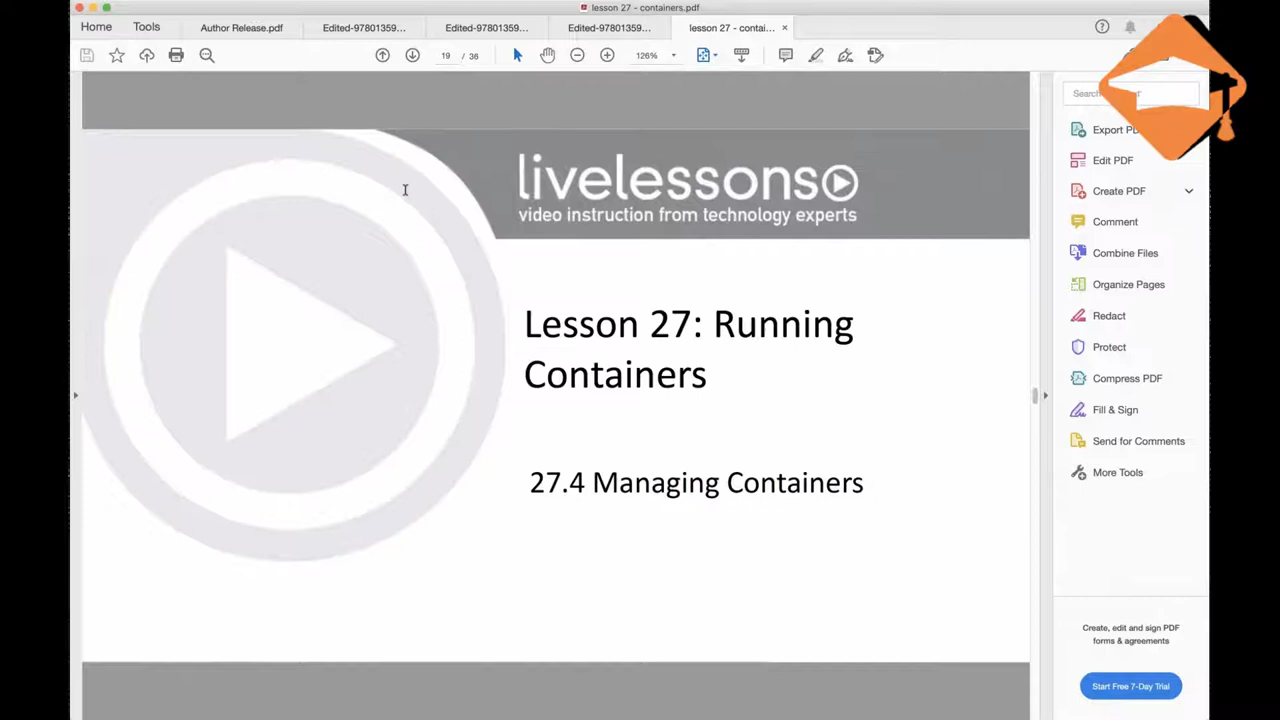 lesson 27 - containers.pdf
Home
Tools
Author Release.pdf
Edited-97801359...
Edited-97801359...
Edited-97801359...
lesson 27 - contai...
×
19 / 36
126%
livelessons
video instruction from technology experts
Lesson 27: Running
Containers
27.4 Managing Containers
Search
Export PD
Edit PDF
Create PDF
Comment
Combine Files
Organize Pages
Redact
Protect
Compress PDF
Fill & Sign
Send for Comments
More Tools
Create, edit and sign PDF
forms & agreements
Start Free 7-Day Trial